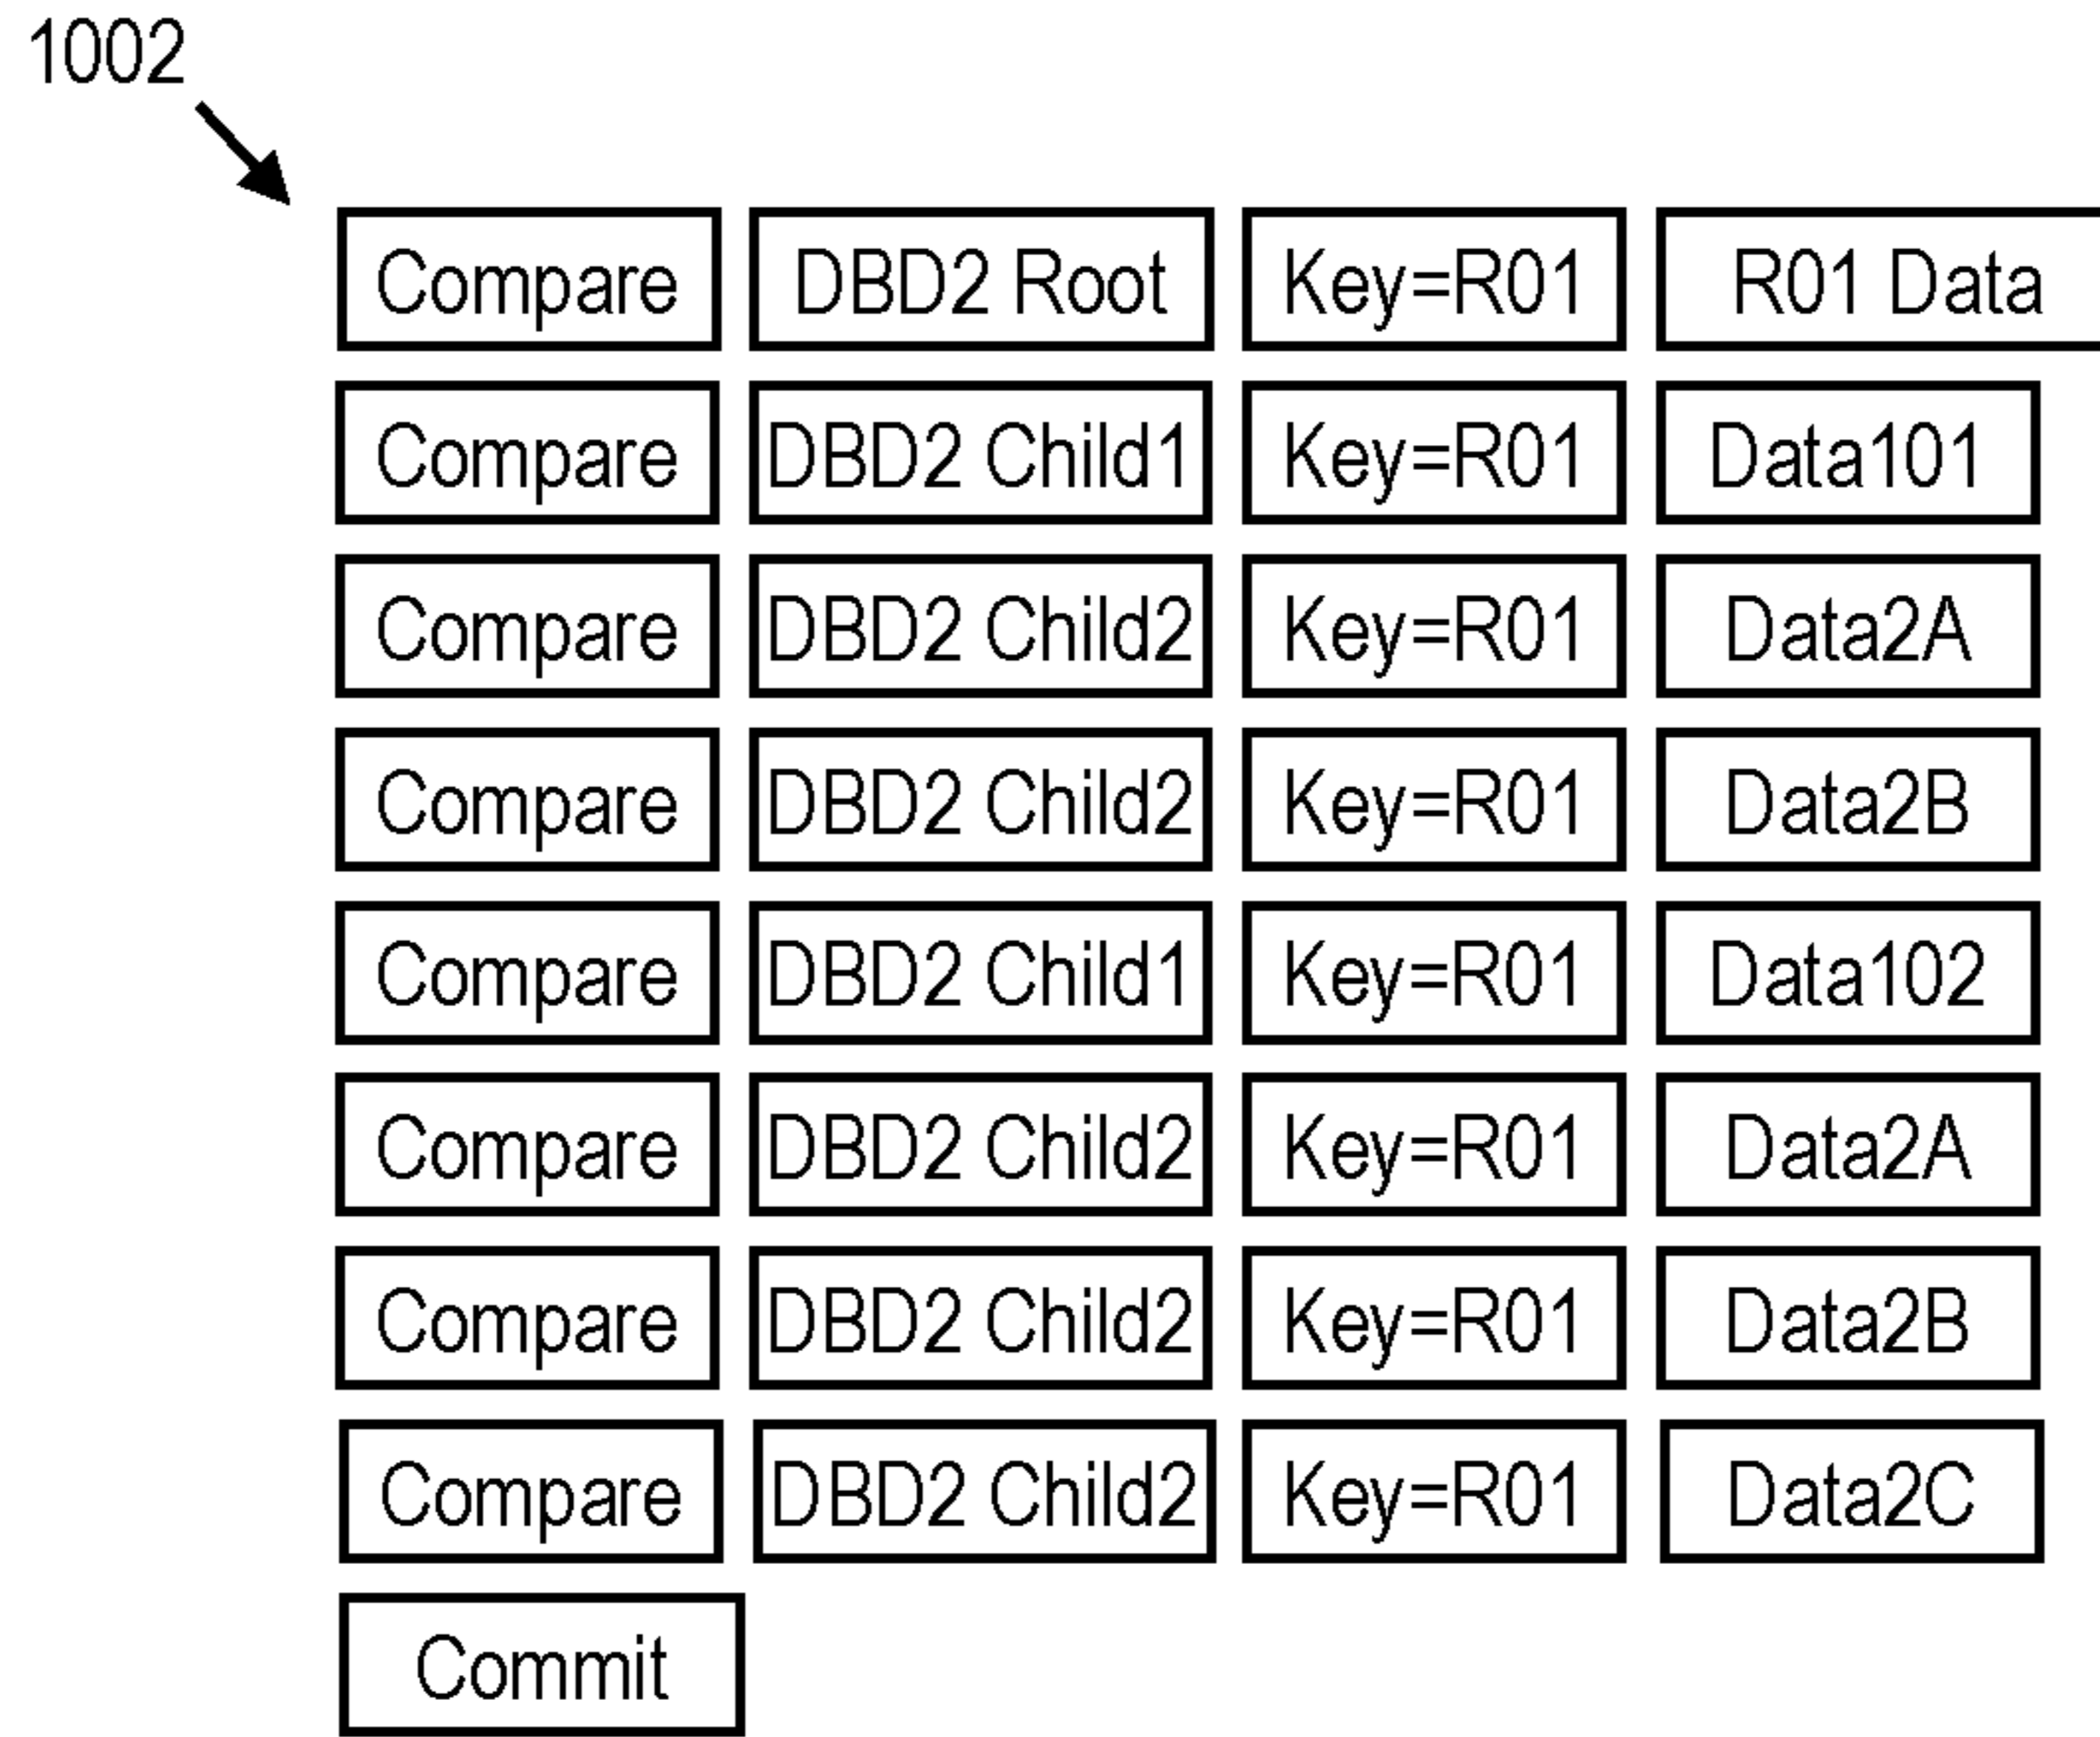 1002
Compare DBD2 Root Key=R01 R01 Data
Compare DBD2 Child1 Key=R01 Data101
Compare DBD2 Child2 Key=R01 Data2A
Compare DBD2 Child2 Key=R01 Data2B
Compare DBD2 Child1 Key=R01 Data102
Compare DBD2 Child2 Key=R01 Data2A
Compare DBD2 Child2 Key=R01 Data2B
Compare DBD2 Child2 Key=R01 Data2C
Commit